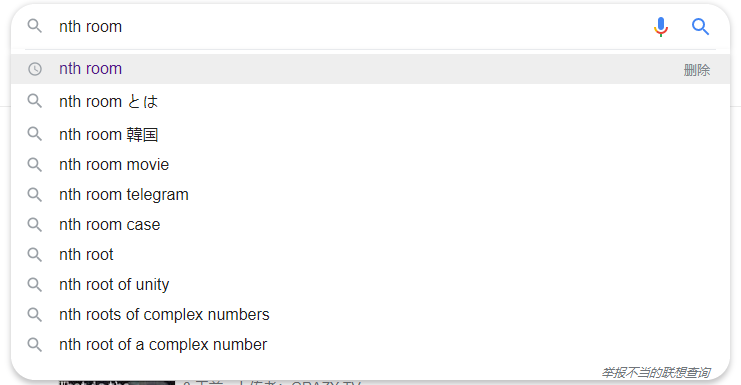 nth room
nth room
删除
nth room とは
nth room 韓国
nth room movie
nth room telegram
nth room case
nth root
nth root of unity
nth roots of complex numbers
nth root of a complex number
举报不当的联想查询